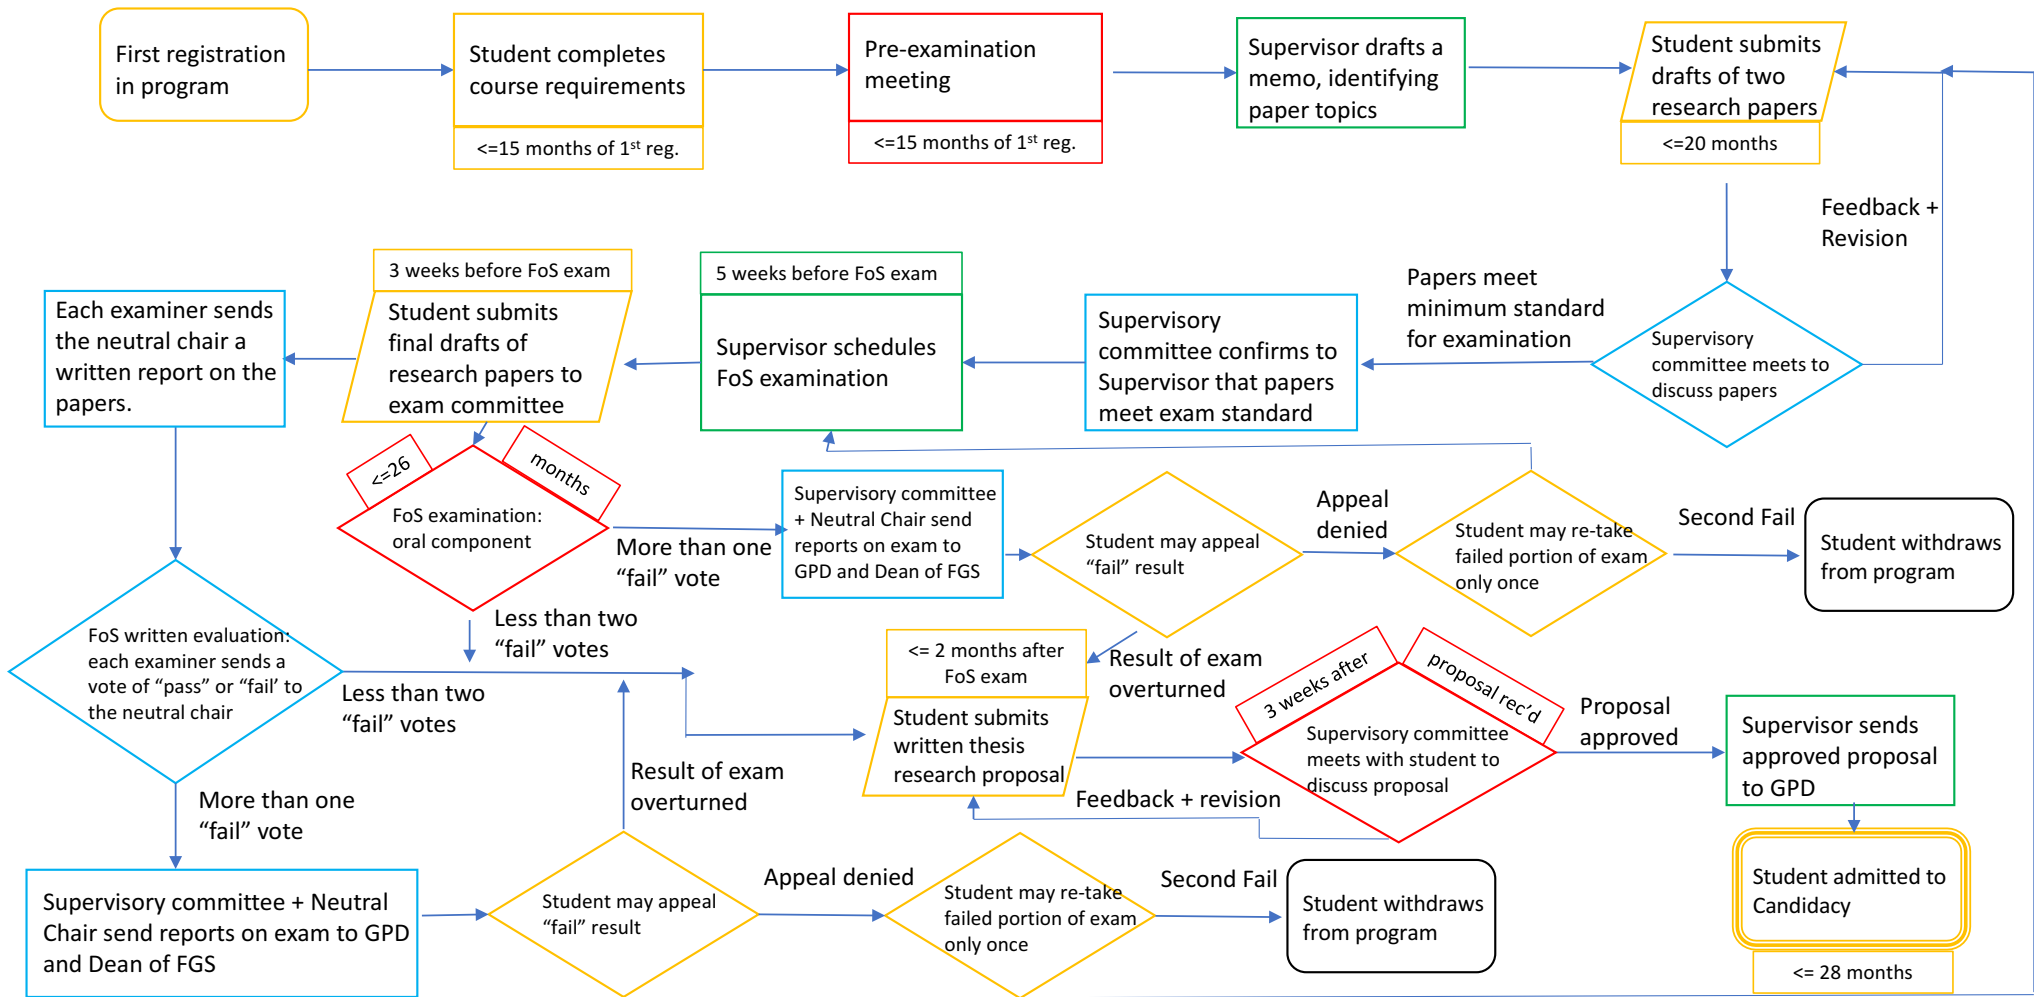 First registration
in program
Student completes
course requirements
<=15 months of 1st reg.
Pre-examination
meeting
<=15 months of 1st reg.
Supervisor drafts a
memo, identifying
paper topics
Student submits
drafts of two
research papers
<=20 months
Feedback +
Revision
3 weeks before FoS exam
Student submits
final drafts of
research papers to
exam committee
5 weeks before FoS exam
Supervisor schedules
FoS examination
Supervisory
committee confirms to
Supervisor that papers
meet exam standard
Papers meet
minimum standard
for examination
Supervisory
committee meets to
discuss papers
Each examiner sends
the neutral chair a
written report on the
papers.
<=26
months
FoS examination:
oral component
More than one
“fail” vote
Supervisory committee
+ Neutral Chair send
reports on exam to
GPD and Dean of FGS
Student may appeal
“fail” result
Appeal
denied
Student may re-take
failed portion of exam
only once
Second Fail
Student withdraws
from program
Less than two
“fail” votes
FoS written evaluation:
each examiner sends a
vote of “pass” or “fail’ to
the neutral chair
Less than two
“fail” votes
<= 2 months after
FoS exam
Student submits
written thesis
research proposal
Result of exam
overturned
3 weeks after
proposal rec’d
Supervisory committee
meets with student to
discuss proposal
Proposal
approved
Supervisor sends
approved proposal
to GPD
Result of exam
overturned
Feedback + revision
More than one
“fail” vote
Supervisory committee + Neutral
Chair send reports on exam to GPD
and Dean of FGS
Student may appeal
“fail” result
Appeal denied
Student may re-take
failed portion of exam
only once
Second Fail
Student withdraws
from program
Student admitted to
Candidacy
<= 28 months